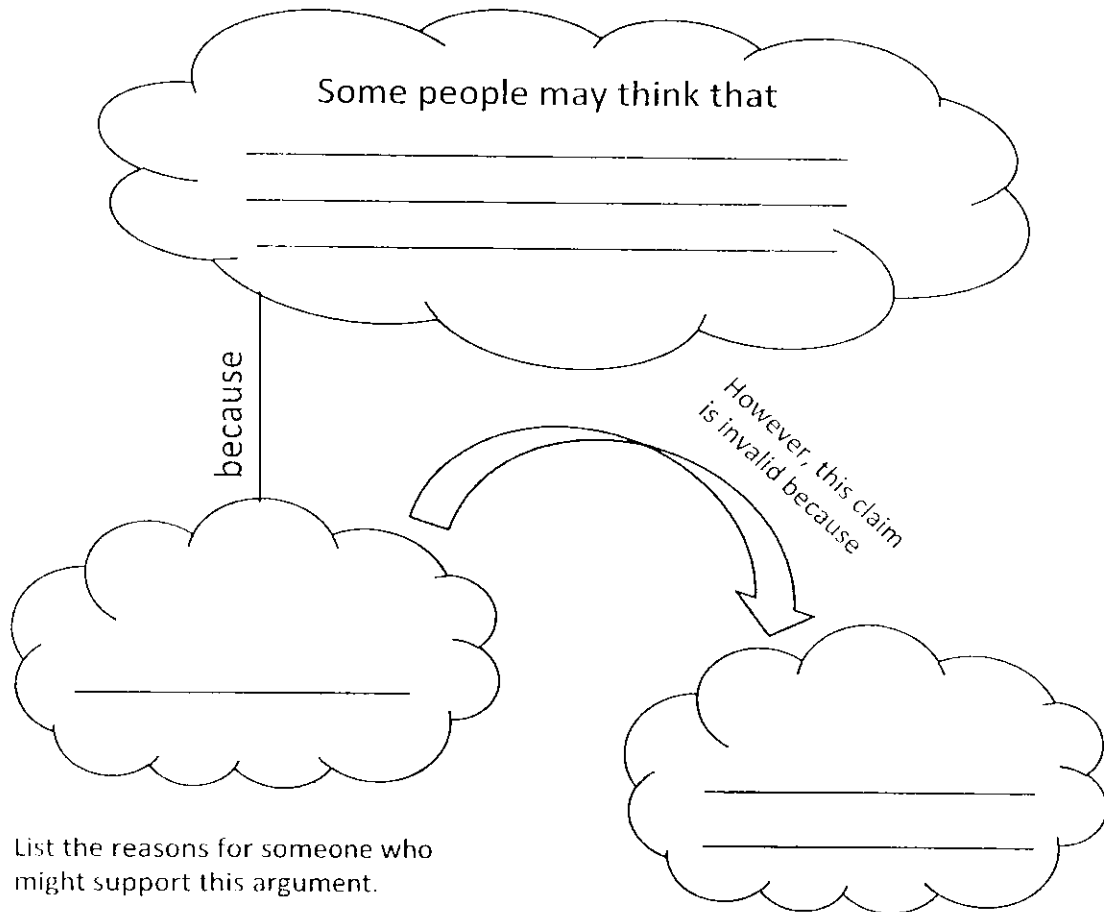 Some people may think that
because
However, this claim
is invalid because
List the reasons for someone who
might support this argument.